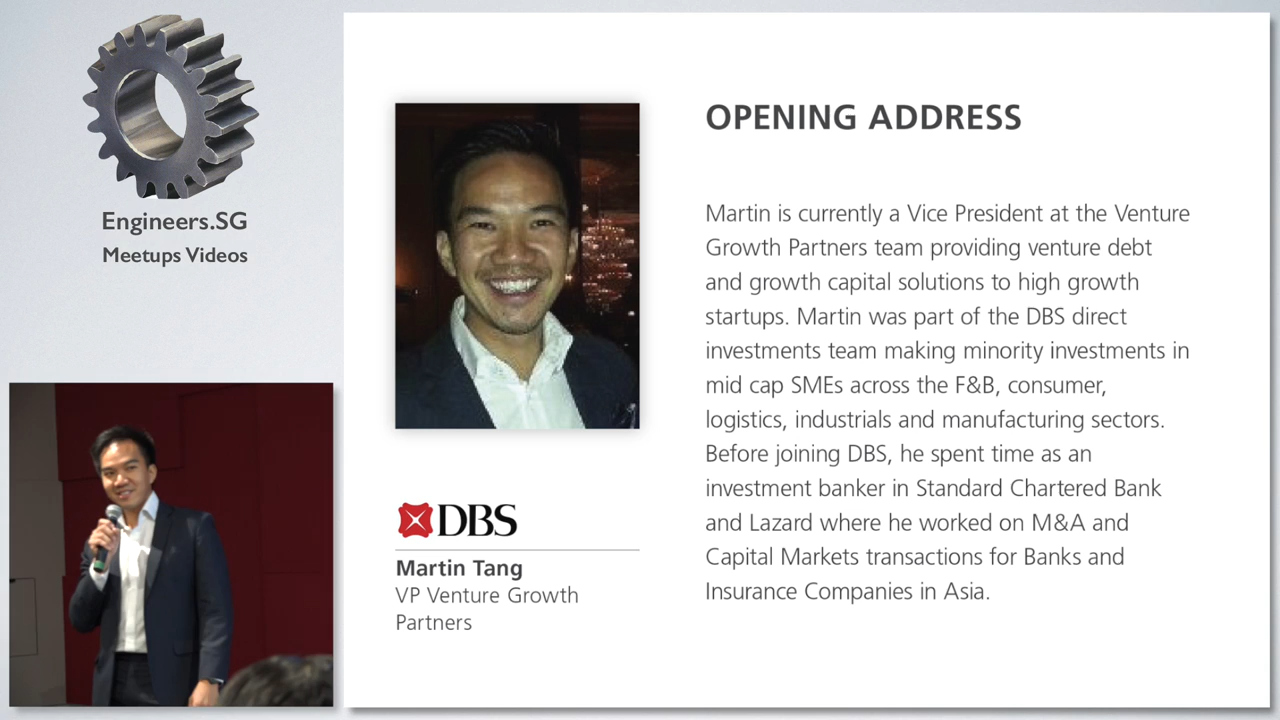 Engineers.SG
Meetups Videos
OPENING ADDRESS
Martin is currently a Vice President at the Venture
Growth Partners team providing venture debt
and growth capital solutions to high growth
startups. Martin was part of the DBS direct
investments team making minority investments in
mid cap SMEs across the F&B, consumer,
logistics, industrials and manufacturing sectors.
Before joining DBS, he spent time as an
investment banker in Standard Chartered Bank
and Lazard where he worked on M&A and
Capital Markets transactions for Banks and
Insurance Companies in Asia.
DBS
Martin Tang
VP Venture Growth
Partners